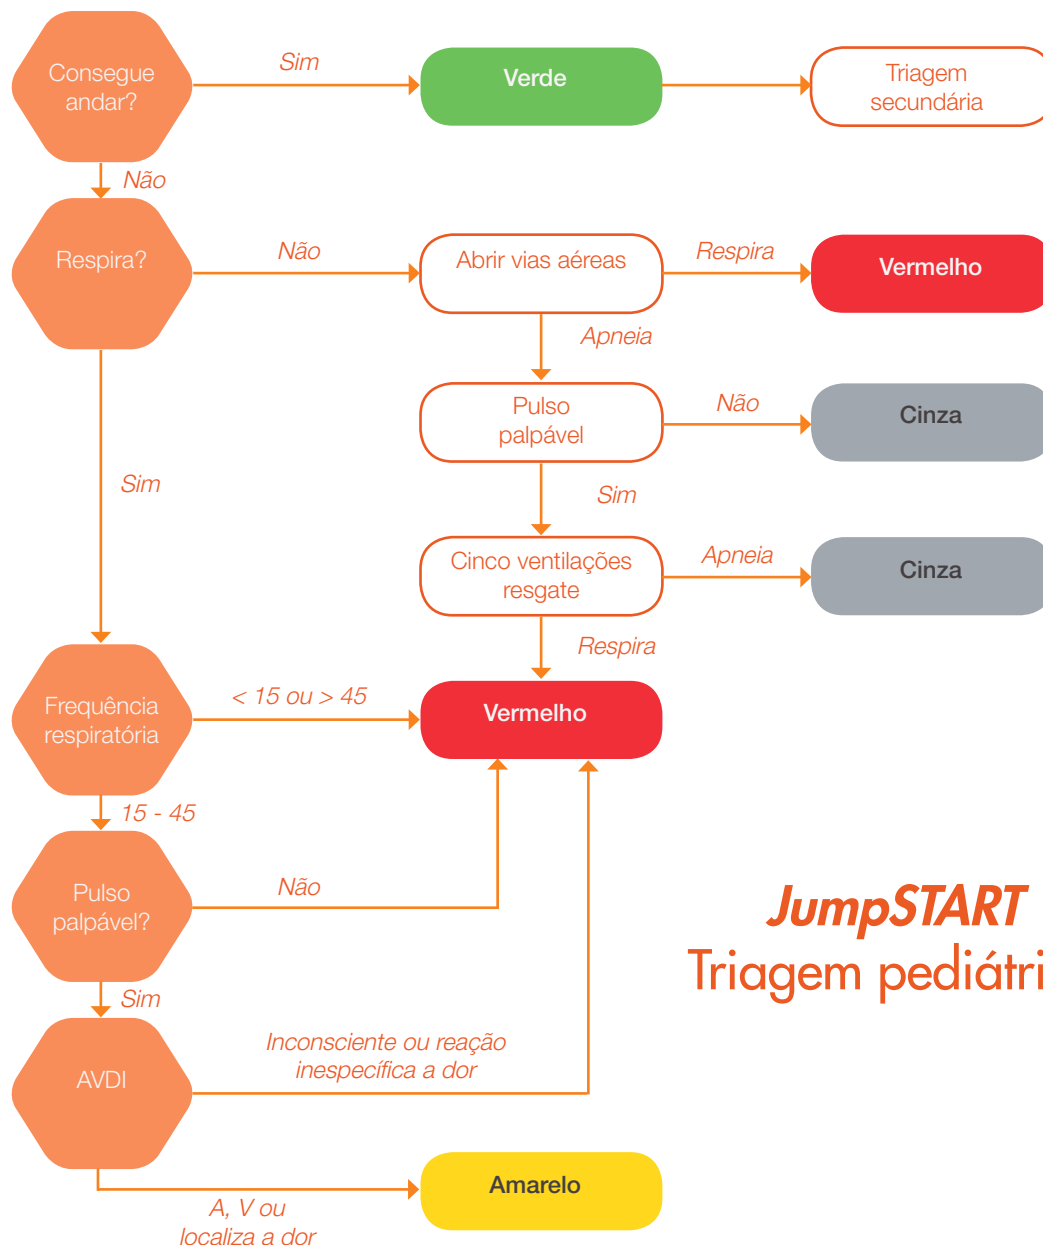 Consegue
andar?
Sim
Verde
Triagem
secundária
Não
Respira?
Não
Abrir vias aéreas
Respira
Vermelho
Apneia
Pulso
palpável
Não
Cinza
Sim
Sim
Cinco ventilações
resgate
Apneia
Cinza
Respira
Frequência
respiratória
< 15 ou > 45
Vermelho
15 - 45
Pulso
palpável?
Não
JumpSTART
Triagem pediátri
Sim
AVDI
Inconsciente ou reação
inespecífica a dor
A, V ou
localiza a dor
Amarelo